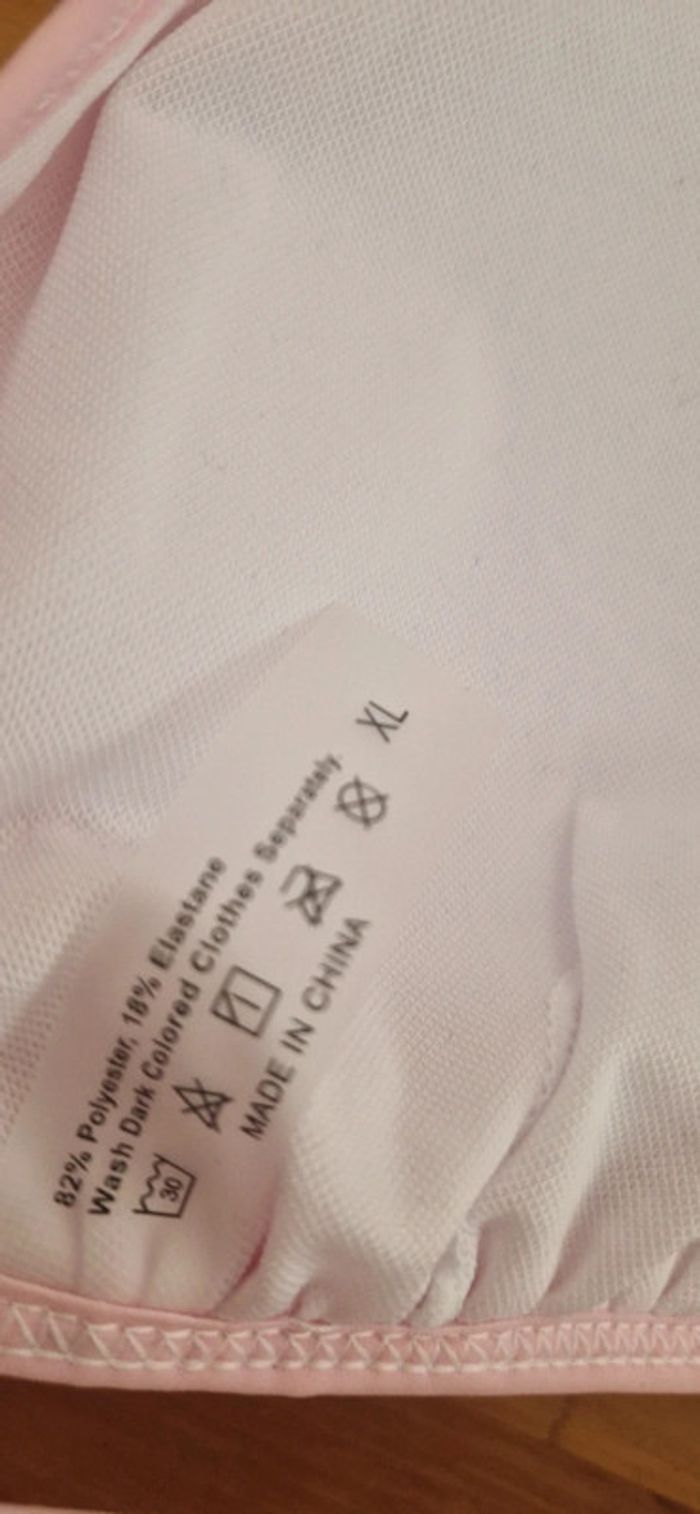 XL
82% Polyester, 18% Elastane
Wash Dark Colored Clothes Separately.
30
MADE IN CHINA